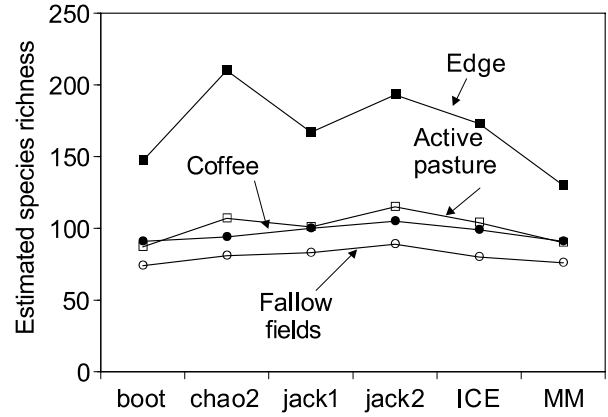 Estimated species richness
250
200
150
100
50
0
Edge
Active
pasture
Coffee
Fallow
fields
boot chao2 jack1 jack2 ICE MM